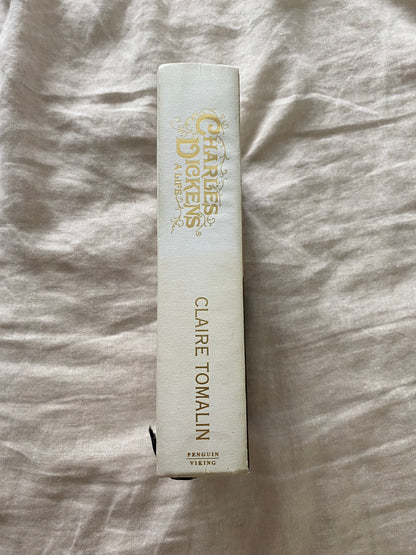 CHARLES
DICKENS
A LIFE
CLAIRE TOMALIN
PENGUIN
VIKING